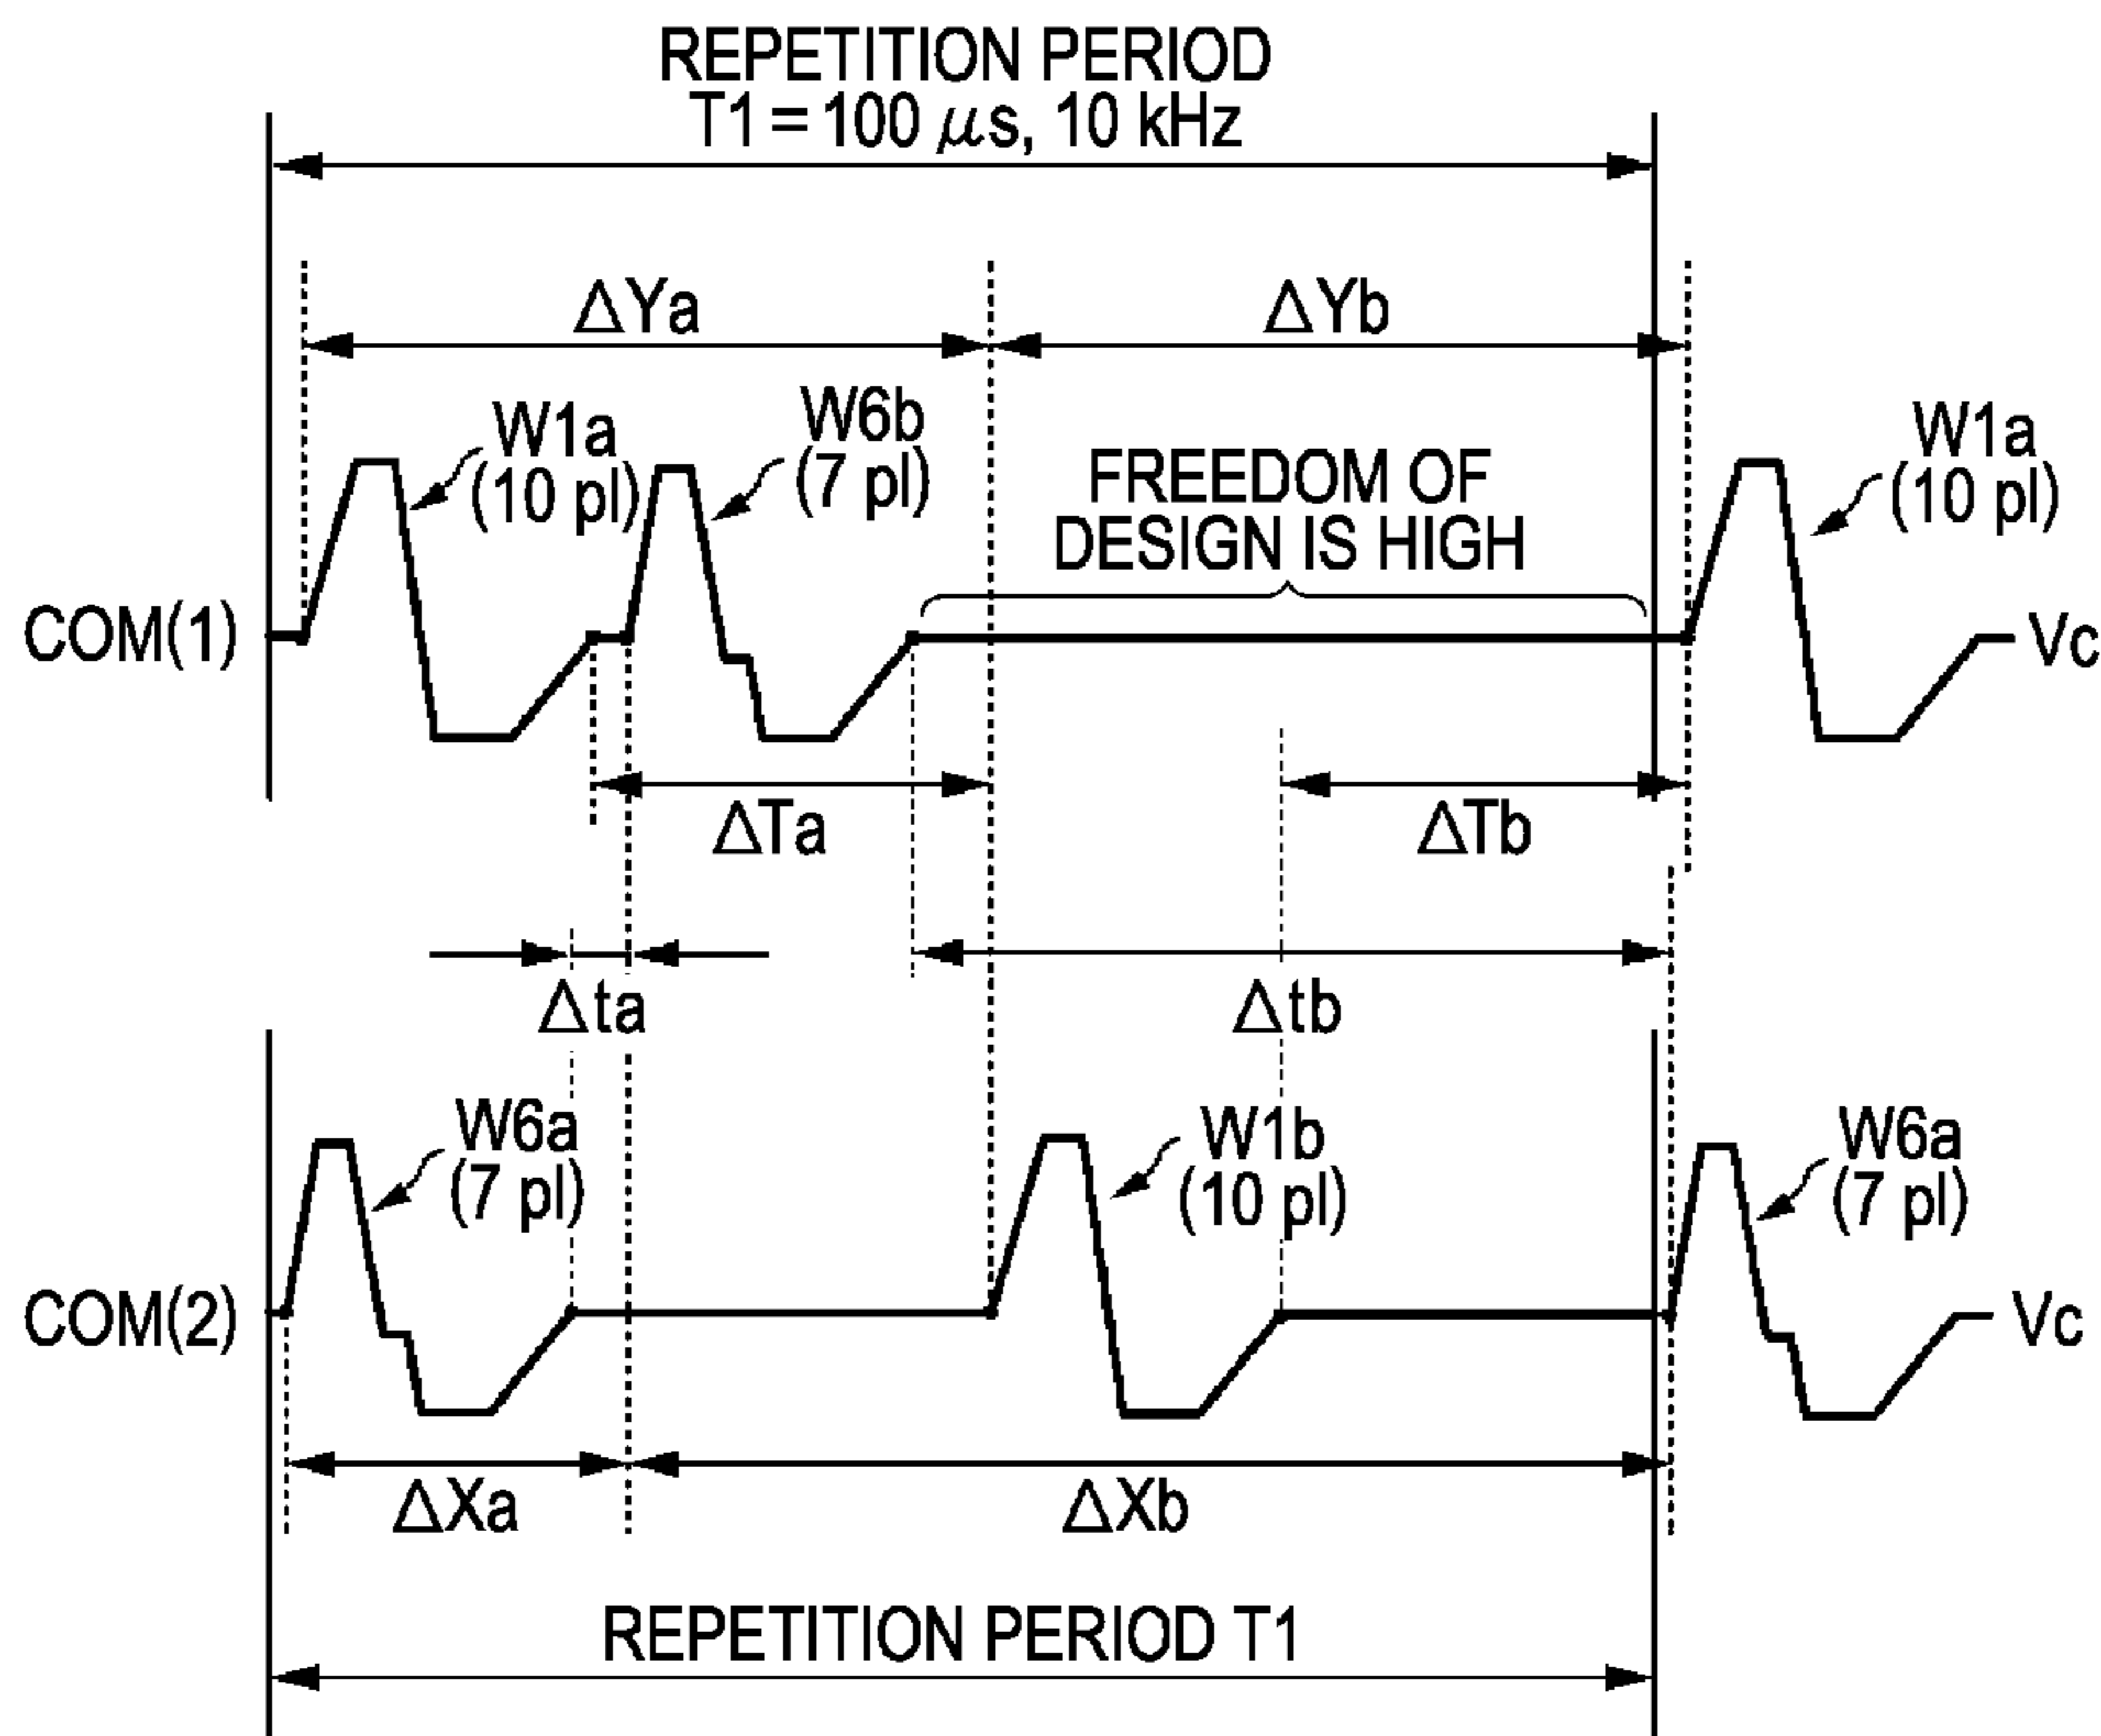 REPETITION PERIOD
T1 = 100 μs, 10 kHz
ΔYa
ΔYb
W1a
(10 pl)
W6b
(7 pl)
FREEDOM OF
DESIGN IS HIGH
W1a
(10 pl)
COM(1)
Vc
ΔTa
ΔTb
Δta
Δtb
W6a
(7 pl)
W1b
(10 pl)
W6a
(7 pl)
COM(2)
Vc
ΔXa
ΔXb
REPETITION PERIOD T1